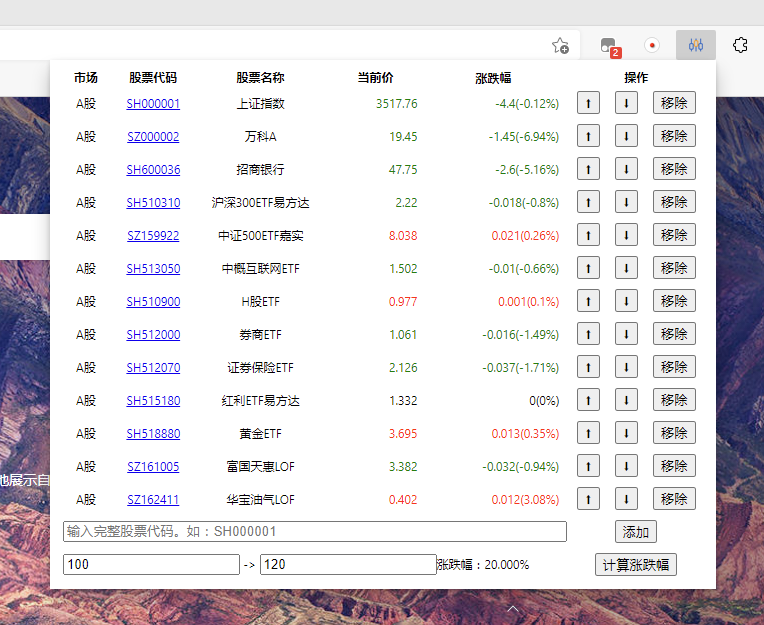 2
市场 股票代码 股票名称 当前价 涨跌幅 操作
A股 SH000001 上证指数 3517.76 -4.4(-0.12%) ↑ ↓ 移除
A股 SZ000002 万科A 19.45 -1.45(-6.94%) ↑ ↓ 移除
A股 SH600036 招商银行 47.75 -2.6(-5.16%) ↑ ↓ 移除
A股 SH510310 沪深300ETF易方达 2.22 -0.018(-0.8%) ↑ ↓ 移除
A股 SZ159922 中证500ETF嘉实 8.038 0.021(0.26%) ↑ ↓ 移除
A股 SH513050 中概互联网ETF 1.502 -0.01(-0.66%) ↑ ↓ 移除
A股 SH510900 H股ETF 0.977 0.001(0.1%) ↑ ↓ 移除
A股 SH512000 券商ETF 1.061 -0.016(-1.49%) ↑ ↓ 移除
A股 SH512070 证券保险ETF 2.126 -0.037(-1.71%) ↑ ↓ 移除
A股 SH515180 红利ETF易方达 1.332 0(0%) ↑ ↓ 移除
A股 SH518880 黄金ETF 3.695 0.013(0.35%) ↑ ↓ 移除
A股 SZ161005 富国天惠LOF 3.382 -0.032(-0.94%) ↑ ↓ 移除
地展示自
A股 SZ162411 华宝油气LOF 0.402 0.012(3.08%) ↑ ↓ 移除
输入完整股票代码。如：SH000001 添加
100 -> 120 涨跌幅：20.000% 计算涨跌幅